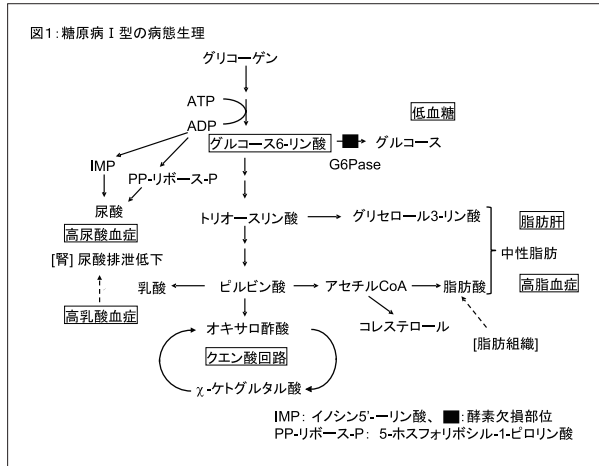 図1:糖原病Ⅰ型の病態生理
グリコーゲン
ATP
ADP
低血糖
グルコース6-リン酸
グルコース
G6Pase
IMP
PP-リボース-P
尿酸
トリオースリン酸
グリセロール3-リン酸
脂肪肝
高尿酸血症
[腎] 尿酸排泄低下
中性脂肪
乳酸
ピルビン酸
アセチルCoA
脂肪酸
高脂血症
高乳酸血症
オキサロ酢酸
コレステロール
[脂肪組織]
クエン酸回路
χ-ケトグルタル酸
IMP: イノシン5'-ーリン酸、 ■:酵素欠損部位
PP-リボース-P: 5-ホスフォリボシル-1-ピロリン酸